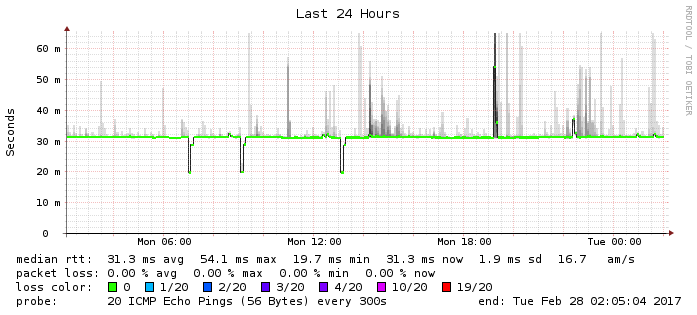 Last 24 Hours
RRDTOOL / TOBI OETIKER
Seconds
60 m
50 m
40 m
30 m
20 m
10 m
0
Mon 06:00 Mon 12:00 Mon 18:00 Tue 00:00
median rtt: 31.3 ms avg 54.1 ms max 19.7 ms min 31.3 ms now 1.9 ms sd 16.7 am/s
packet loss: 0.00 % avg 0.00 % max 0.00 % min 0.00 % now
loss color: 0 1/20 2/20 3/20 4/20 10/20 19/20
probe: 20 ICMP Echo Pings (56 Bytes) every 300s end: Tue Feb 28 02:05:04 2017